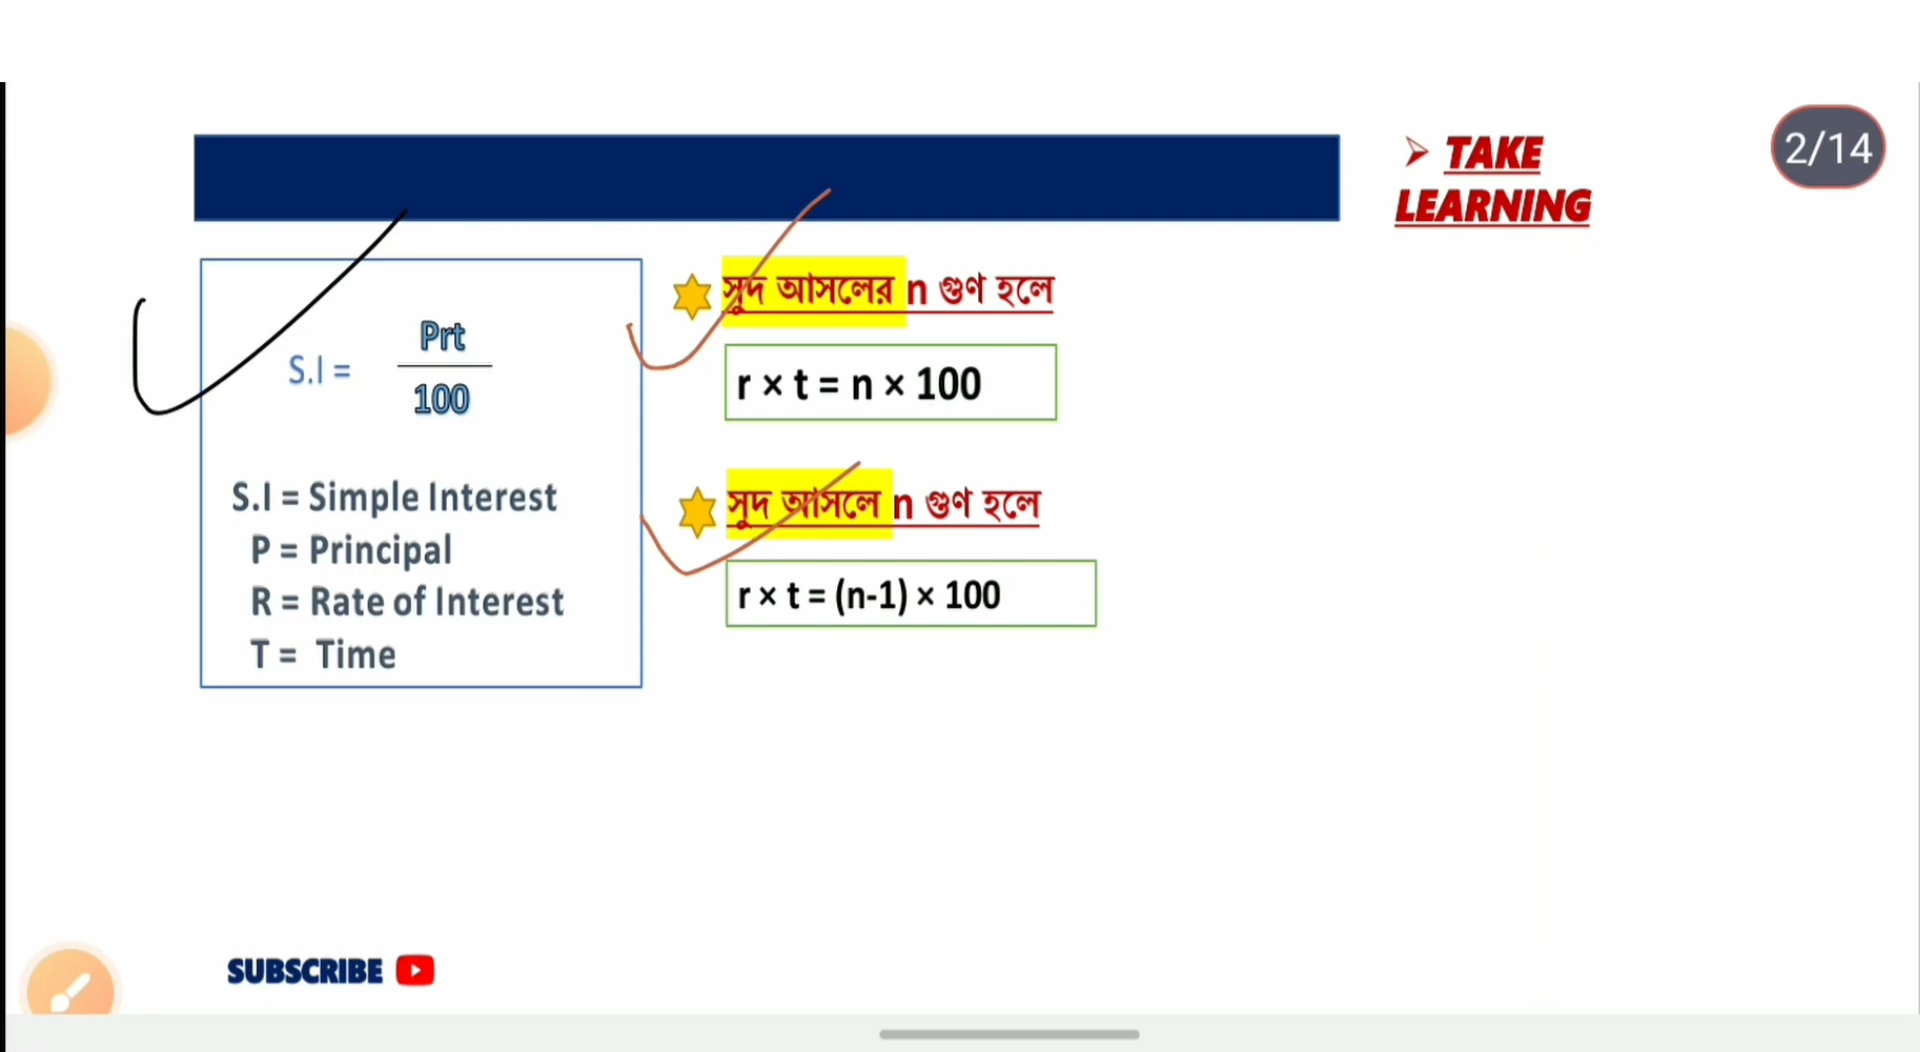 ➢ TAKE
LEARNING
2/14
S.I = Prt
100
S.I = Simple Interest
P = Principal
R = Rate of Interest
T = Time
সুদ আসলের n গুণ হলে
r × t = n × 100
সুদ আসলে n গুণ হলে
r × t = (n-1) × 100
SUBSCRIBE